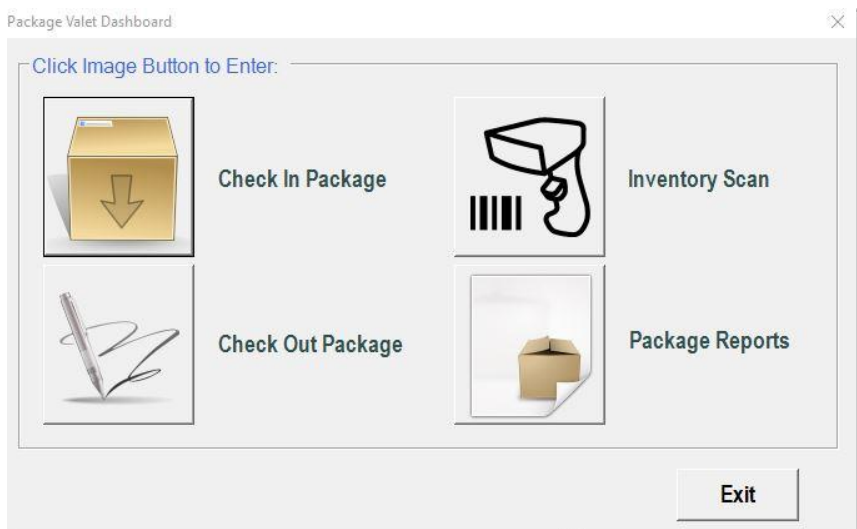 Package Valet Dashboard
Click Image Button to Enter:
Check In Package
Inventory Scan
Check Out Package
Package Reports
Exit